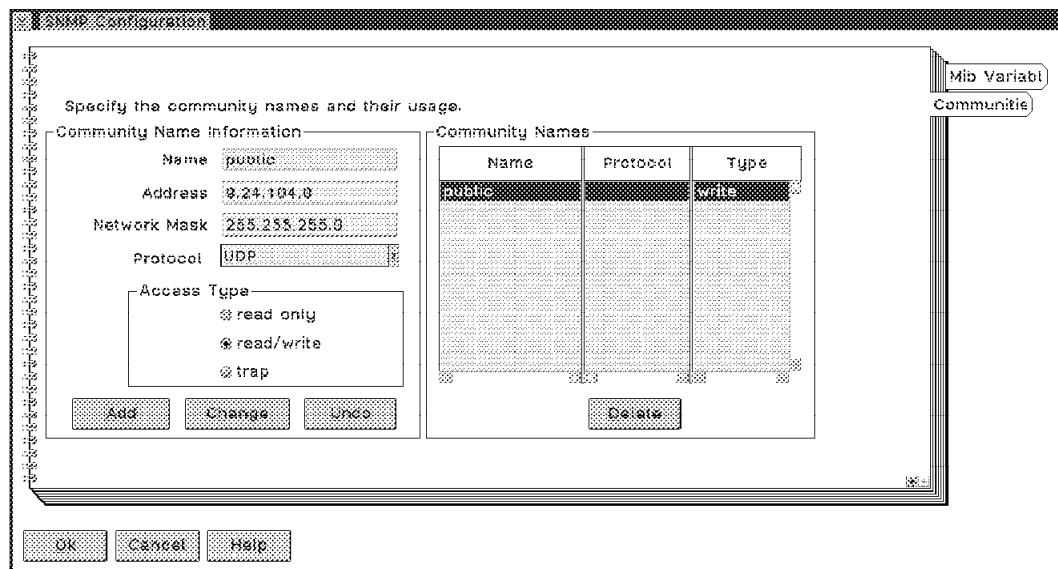 SNMP Configuration
Mib Variabl
Communitie
Specify the community names and their usage.
Community Name Information
Name public
Address 9.24.104.0
Network Mask 255.255.255.0
Protocol UDP
Access Type
read only
read/write
trap
Add Change Undo
Community Names
Name Protocol Type
public write
Delete
Ok Cancel Help